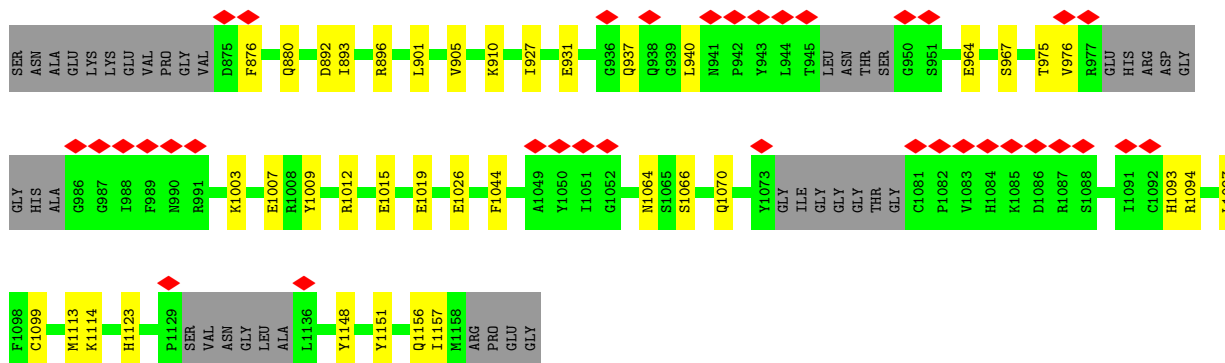 SER ASN ALA GLU LYS LYS GLU VAL PRO GLY VAL D875 F876 Q880 D892 I893 R896 L901 V905 K910 I927 E931 G936 Q937 Q938 G939 L940 N941 P942 Y943 L944 T945 LEU ASN THR SER G950 S951 E964 S967 T975 V976 R977 GLU HIS ARG ASP GLY
GLY HIS ALA G986 G987 I988 F989 N990 R991 K1003 E1007 R1008 Y1009 R1012 E1015 E1019 E1026 F1044 A1049 Y1050 I1051 G1052 N1064 S1065 S1066 Q1070 Y1073 GLY ILE GLY GLY GLY THR GLY C1081 P1082 V1083 H1084 K1085 D1086 R1087 S1088 I1091 C1092 H1093 R1094
F1098 C1099 M1113 K1114 H1123 P1129 SER VAL ASN GLY LEU ALA L1136 Y1148 Y1151 Q1156 I1157 M1158 ARG PRO GLU GLY